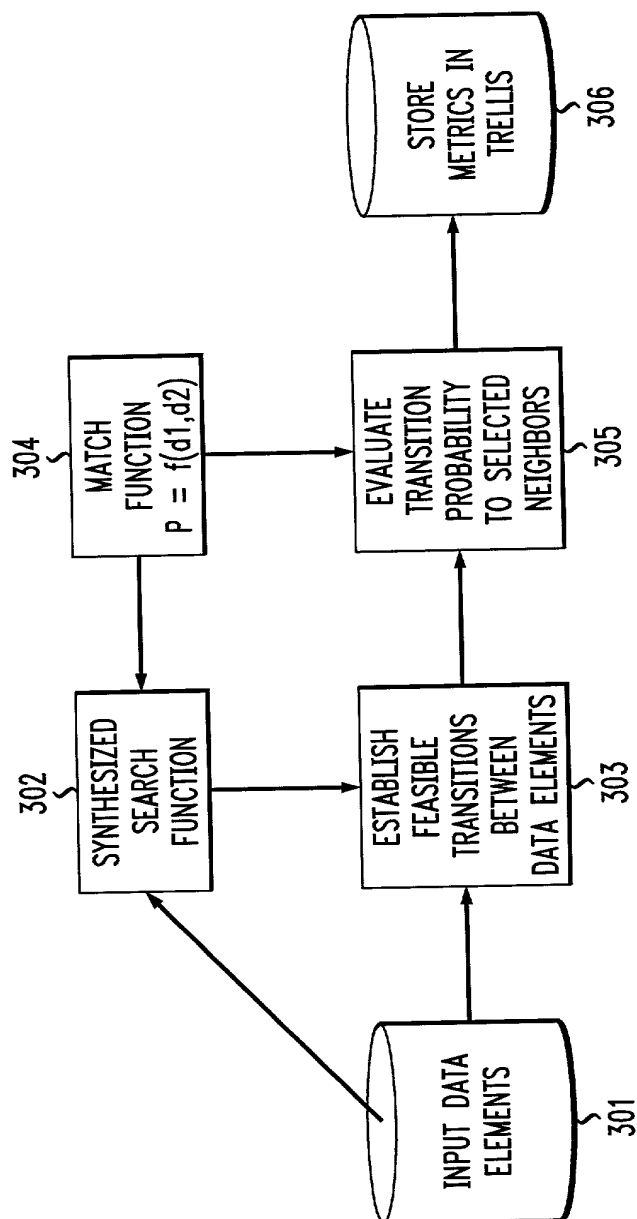 304
MATCH
FUNCTION
P = f(d1,d2)
302
SYNTHESIZED
SEARCH
FUNCTION
INPUT DATA
ELEMENTS
301
ESTABLISH
FEASIBLE
TRANSITIONS
BETWEEN
DATA ELEMENTS
303
EVALUATE
TRANSITION
PROBABILITY
TO SELECTED
NEIGHBORS
305
STORE
METRICS IN
TRELLIS
306